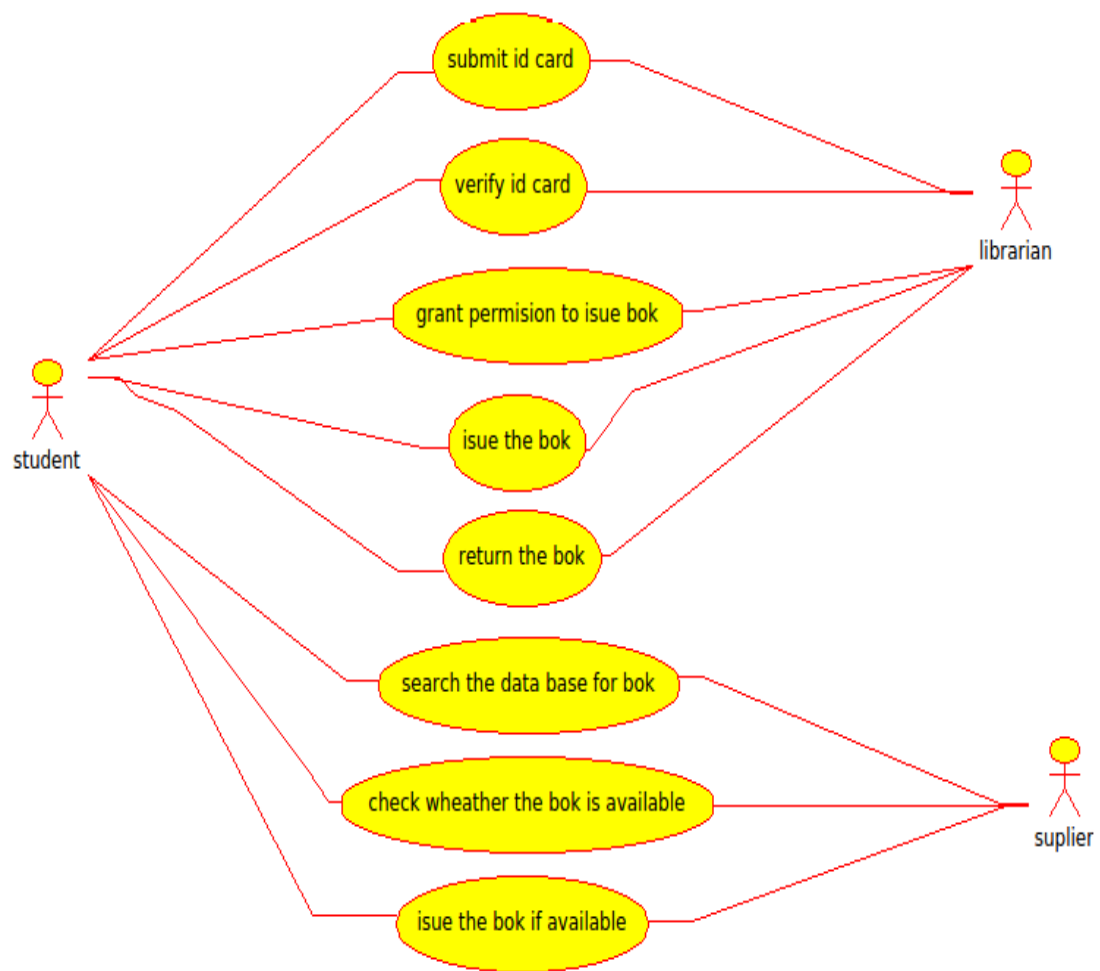 submit id card
verify id card
librarian
grant permision to isue bok
student
isue the bok
return the bok
search the data base for bok
check wheather the bok is available
suplier
isue the bok if available